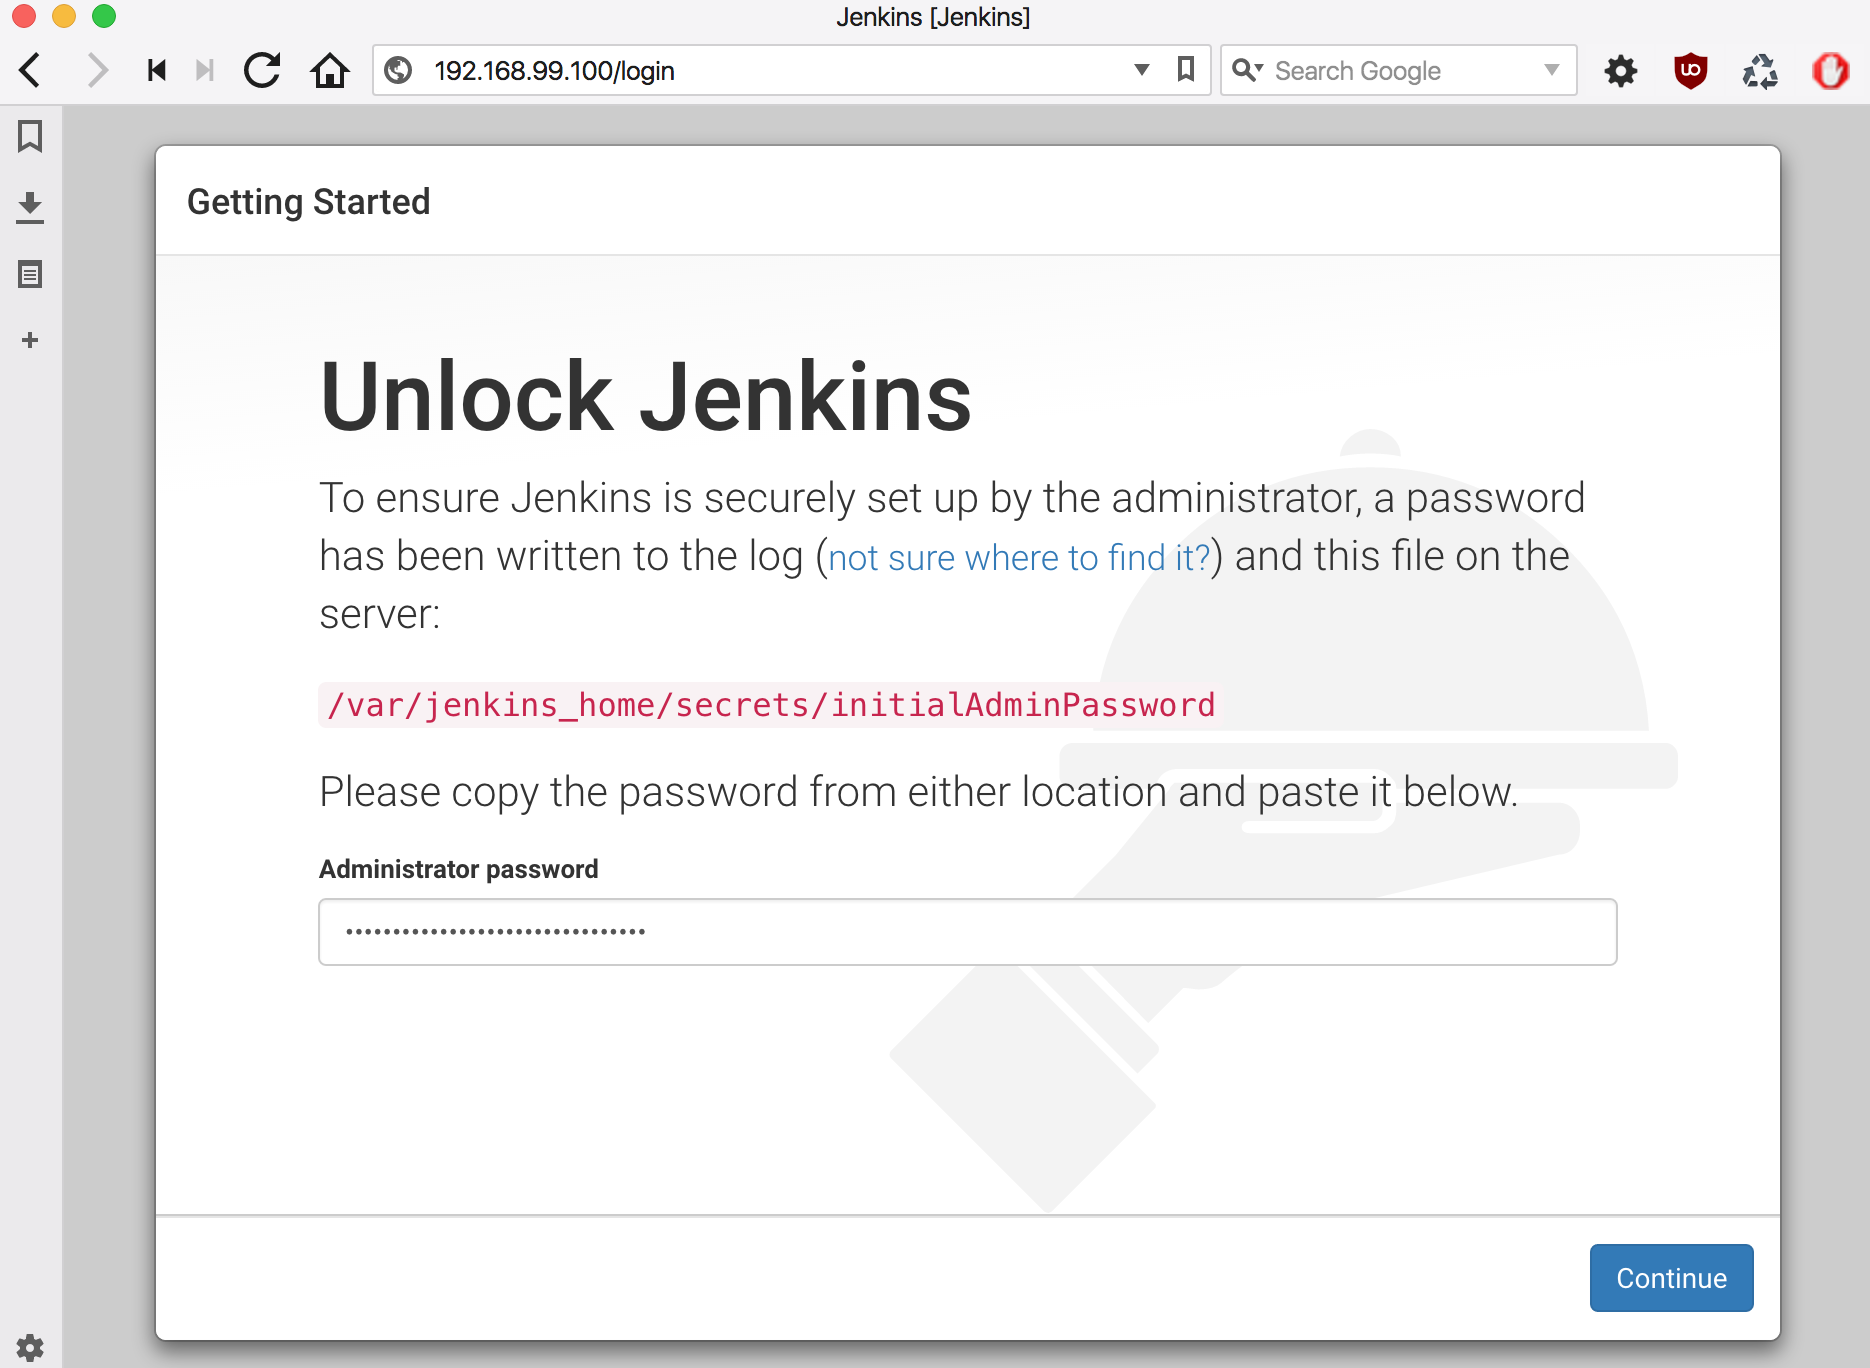 Jenkins [Jenkins]
192.168.99.100/login
Search Google
Getting Started
Unlock Jenkins
To ensure Jenkins is securely set up by the administrator, a password
has been written to the log (not sure where to find it?) and this file on the
server:
/var/jenkins_home/secrets/initialAdminPassword
Please copy the password from either location and paste it below.
Administrator password
Continue